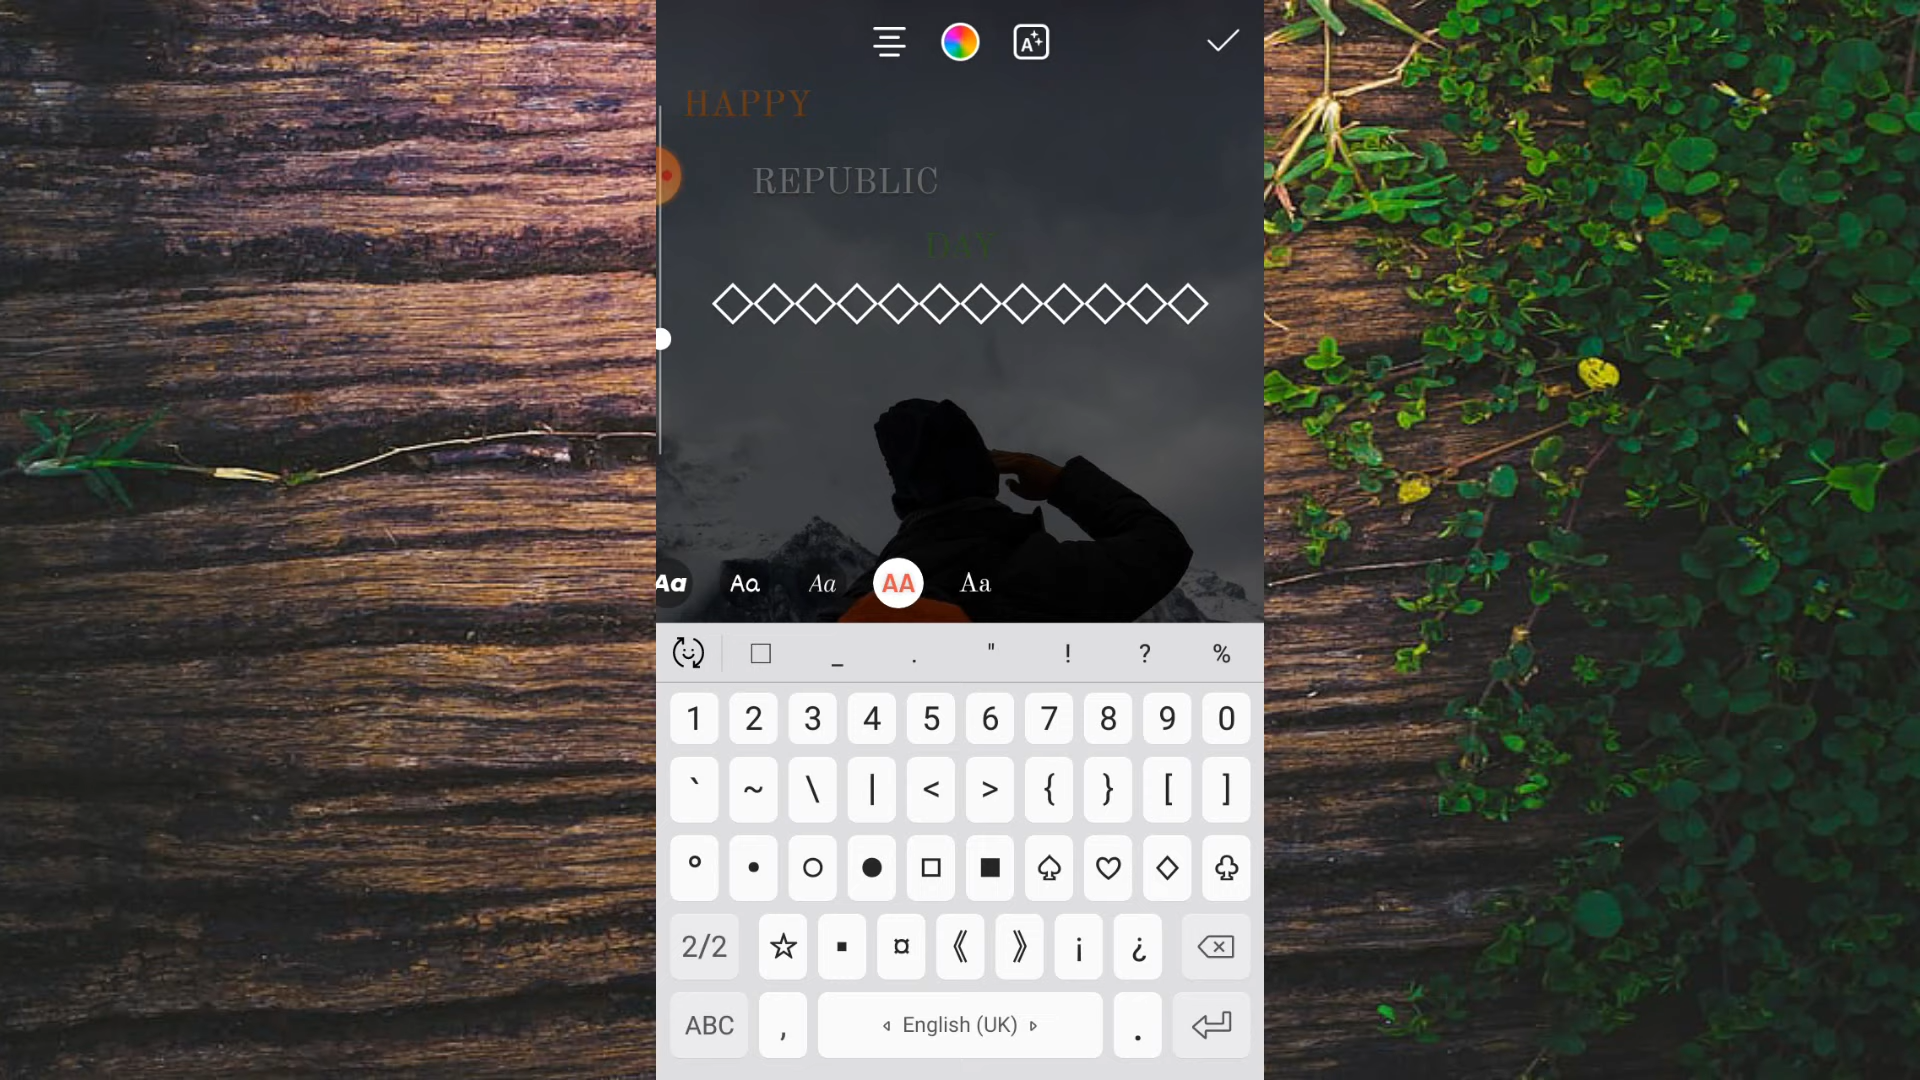 A
HAPPY
REPUBLIC
DAY
◇◇◇◇◇◇◇◇◇◇◇◇
Aa Aa Aa AA Aa
□ _ . " ! ? %
1 2 3 4 5 6 7 8 9 0
` ~ \ | < > { } [ ]
° • ○ ● □ ■ ♤ ♡ ◇ ♧
2/2 ☆ ▪ ¤ 《 》 ¡ ¿
ABC , English (UK) .